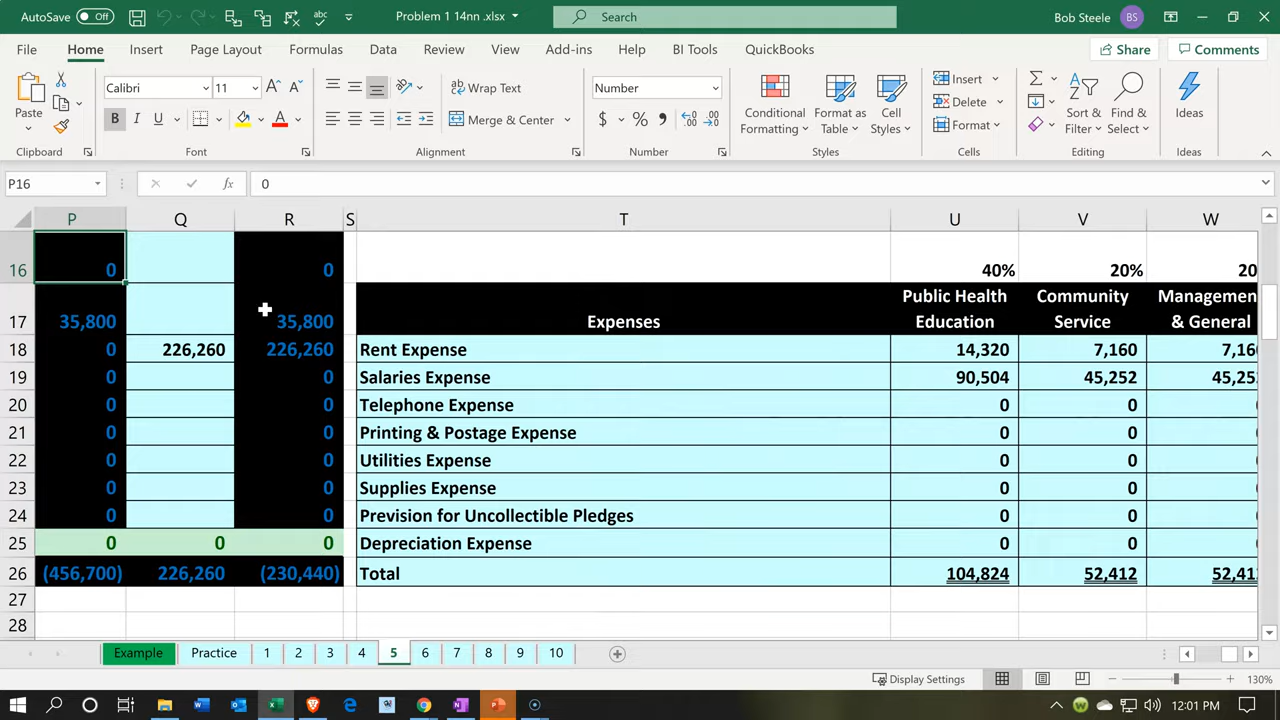 AutoSave Off abc Problem 1 14nn .xlsx Search Bob Steele BS
File Home Insert Page Layout Formulas Data Review View Add-ins Help BI Tools QuickBooks Share Comments
Paste Calibri 11 A A Wrap Text Number Insert Delete Format
B I U A Merge & Center $ % , Conditional Formatting Format as Table Cell Styles Sort & Filter Find & Select Ideas
Clipboard Font Alignment Number Styles Cells Editing Ideas
P16 fx 0
P Q R S T U V W
16 0 0 40% 20% 20
17 35,800 35,800 Expenses Public Health Education Community Service Managemen & General
18 0 226,260 226,260 Rent Expense 14,320 7,160 7,16
19 0 0 Salaries Expense 90,504 45,252 45,25
20 0 0 Telephone Expense 0 0
21 0 0 Printing & Postage Expense 0 0
22 0 0 Utilities Expense 0 0
23 0 0 Supplies Expense 0 0
24 0 0 Prevision for Uncollectible Pledges 0 0
25 0 0 0 Depreciation Expense 0 0
26 (456,700) 226,260 (230,440) Total 104,824 52,412 52,41
27
28
Example Practice 1 2 3 4 5 6 7 8 9 10
Display Settings 130%
12:01 PM